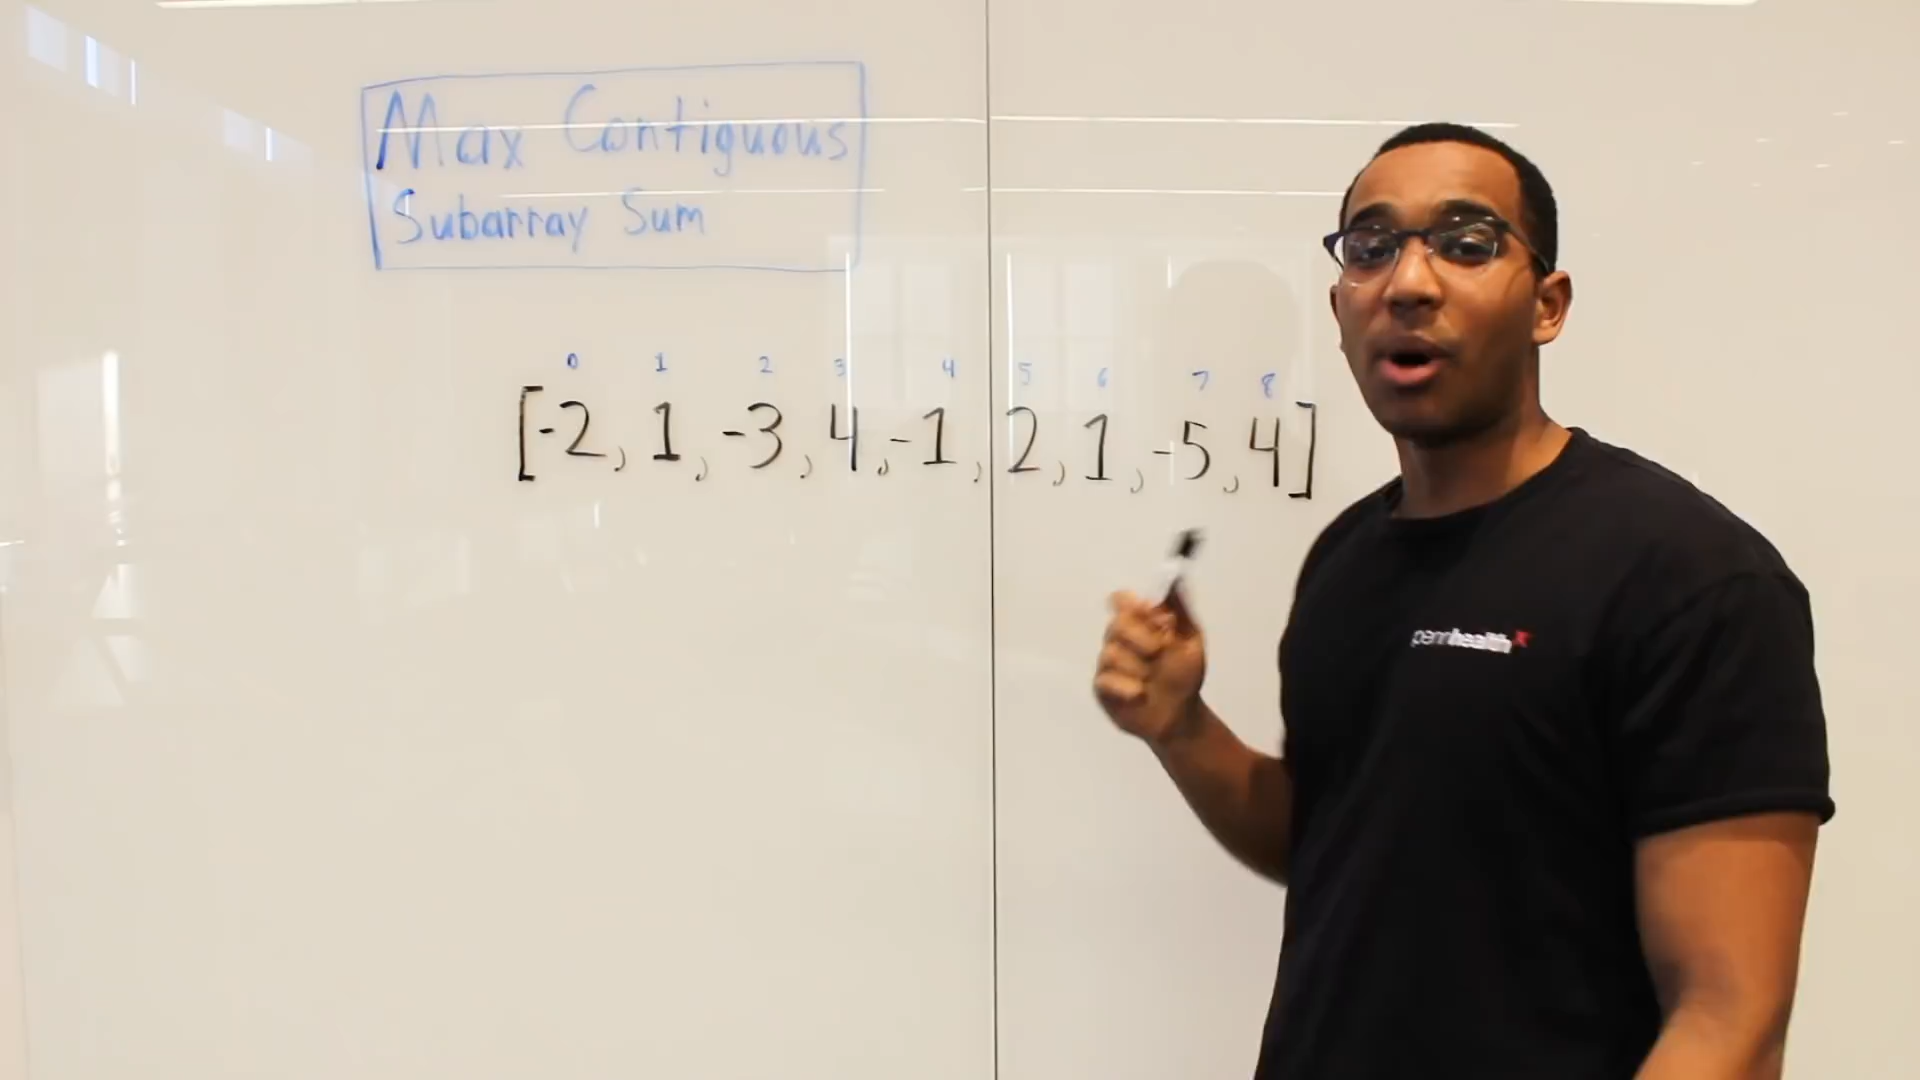 Max Contiguous
Subarray Sum
0 1 2 3 4 5 6 7 8
[-2, 1, -3, 4, -1, 2, 1, -5, 4]
pennhealthx